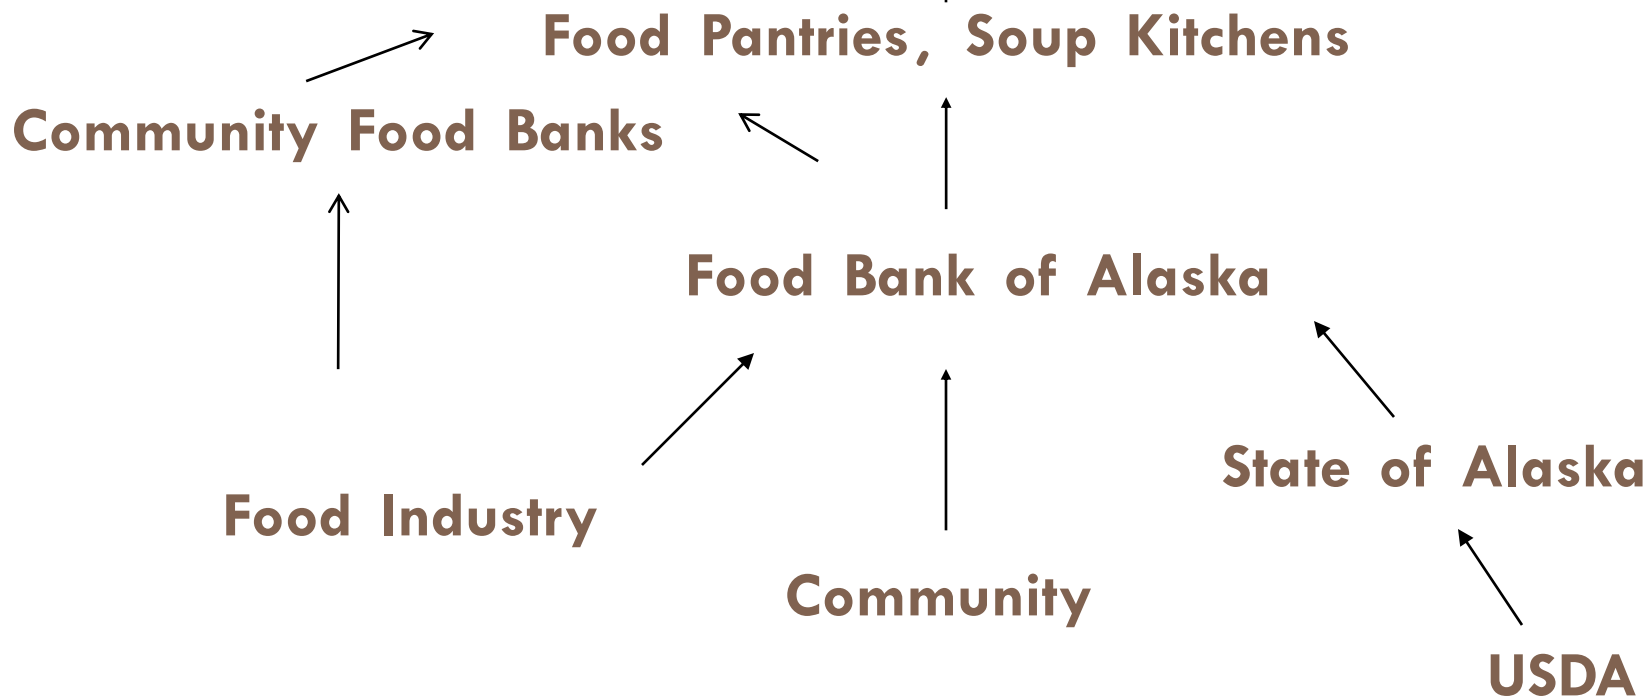 Food Pantries, Soup Kitchens
Community Food Banks
Food Bank of Alaska
State of Alaska
Food Industry
Community
USDA